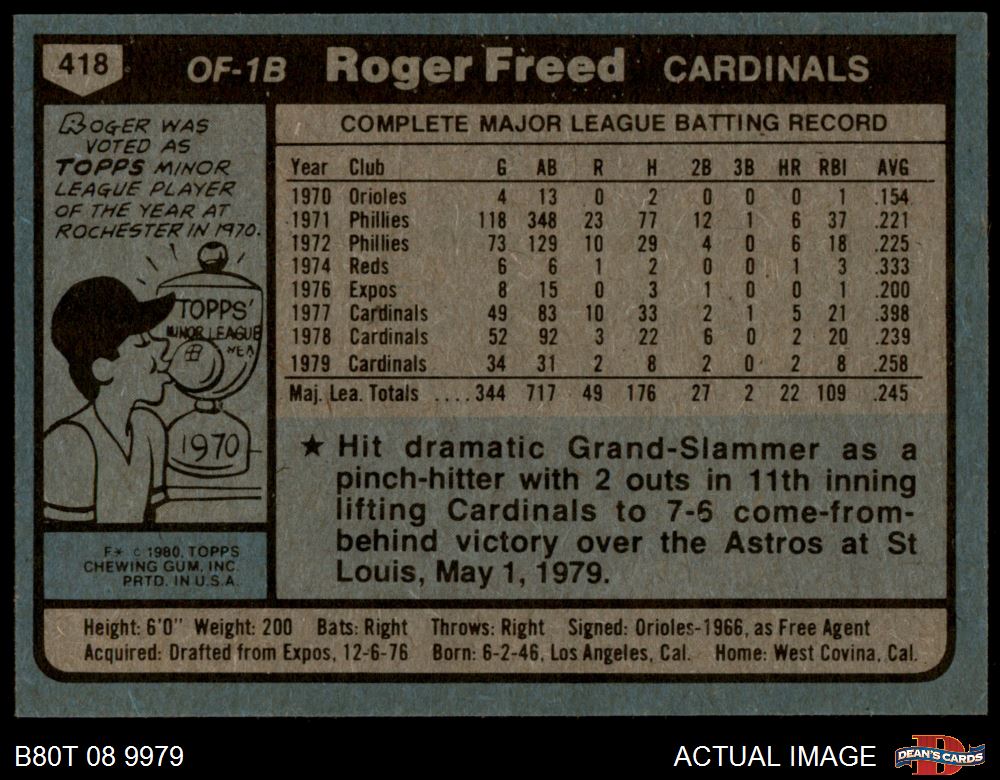 418 OF-1B Roger Freed CARDINALS
ROGER WAS
VOTED AS
TOPPS MINOR
LEAGUE PLAYER
OF THE YEAR AT
ROCHESTER IN 1970.
TOPPS'
MINOR LEAGUE
1970
F* © 1980, TOPPS
CHEWING GUM, INC.
PRTD. IN U.S.A.
COMPLETE MAJOR LEAGUE BATTING RECORD
Year Club G AB R H 2B 3B HR RBI AVG
1970 Orioles 4 13 0 2 0 0 0 1 .154
1971 Phillies 118 348 23 77 12 1 6 37 .221
1972 Phillies 73 129 10 29 4 0 6 18 .225
1974 Reds 6 6 1 2 0 0 1 3 .333
1976 Expos 8 15 0 3 1 0 0 1 .200
1977 Cardinals 49 83 10 33 2 1 5 21 .398
1978 Cardinals 52 92 3 22 6 0 2 20 .239
1979 Cardinals 34 31 2 8 2 0 2 8 .258
Maj. Lea. Totals ....344 717 49 176 27 2 22 109 .245
★ Hit dramatic Grand-Slammer as a
pinch-hitter with 2 outs in 11th inning
lifting Cardinals to 7-6 come-from-
behind victory over the Astros at St
Louis, May 1, 1979.
Height: 6'0" Weight: 200 Bats: Right Throws: Right Signed: Orioles-1966, as Free Agent
Acquired: Drafted from Expos, 12-6-76 Born: 6-2-46, Los Angeles, Cal. Home: West Covina, Cal.
B80T 08 9979
ACTUAL IMAGE
D
DEAN'S CARDS